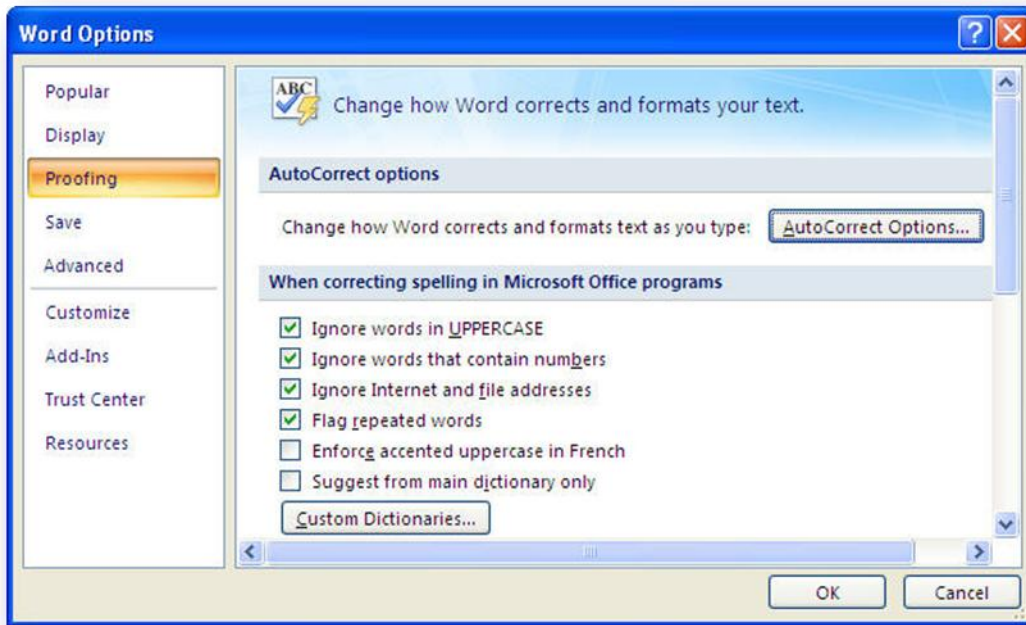 Word Options
Popular
Display
Proofing
Save
Advanced
Customize
Add-Ins
Trust Center
Resources
ABC
Change how Word corrects and formats your text.
AutoCorrect options
Change how Word corrects and formats text as you type: AutoCorrect Options...
When correcting spelling in Microsoft Office programs
Ignore words in UPPERCASE
Ignore words that contain numbers
Ignore Internet and file addresses
Flag repeated words
Enforce accented uppercase in French
Suggest from main dictionary only
Custom Dictionaries...
OK Cancel